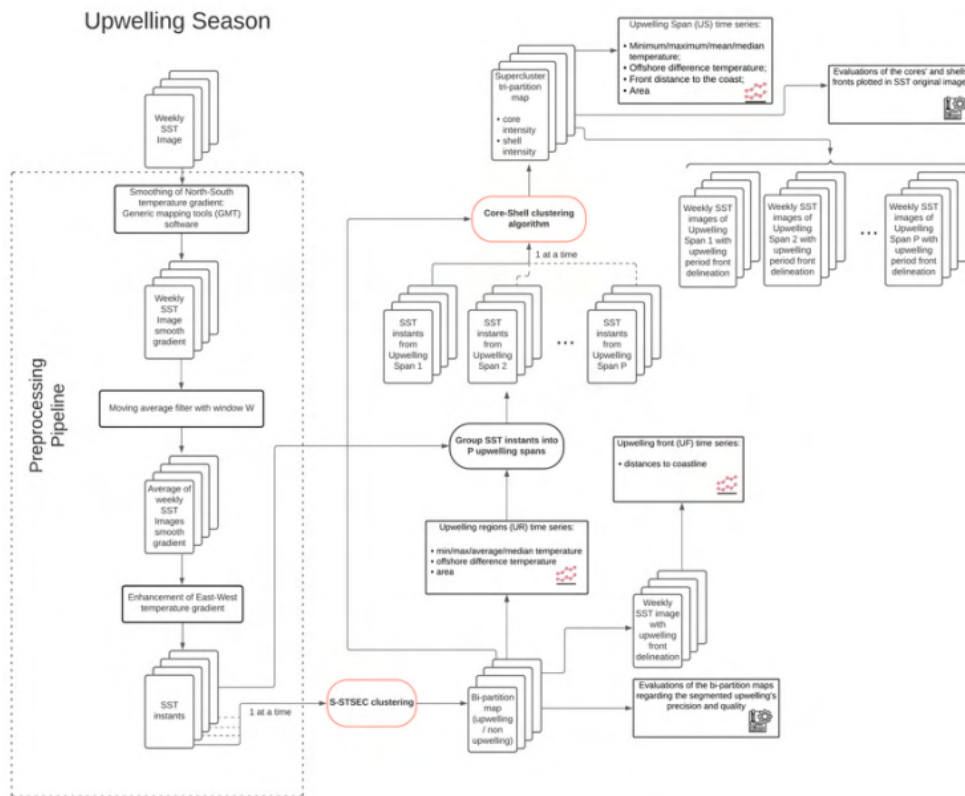 Upwelling Season
Weekly
SST
Image
Preprocessing
Pipeline
Smoothing of North-South
temperature gradient:
Generic mapping tools (GMT)
software
Weekly
SST
Image
smooth
gradient
Moving average filter with window W
Average of
weekly
SST
Images
smooth
gradient
Enhancement of East-West
temperature gradient
SST
instants
1 at a time
S-STSEC clustering
Bi-partition
map
(upwelling
/ non
upwelling)
Evaluations of the bi-partition maps
regarding the segmented upwelling's
precision and quality
Weekly
SST image
with
upwelling
front
delineation
Upwelling front (UF) time series:
• distances to coastline
Upwelling regions (UR) time series:
• min/max/average/median temperature
• offshore difference temperature
• area
Group SST instants into
P upwelling spans
SST
instants
from
Upwelling
Span 1
SST
instants
from
Upwelling
Span 2
...
SST
instants
from
Upwelling
Span P
1 at a time
Core-Shell clustering
algorithm
Supercluster
tri-partition
map
• core
intensity
• shell
intensity
Upwelling Span (US) time series:
• Minimum/maximum/mean/median
temperature;
• Offshore difference temperature;
• Front distance to the coast;
• Area
Evaluations of the cores' and shells
fronts plotted in SST original image
Weekly SST
images of
Upwelling
Span 1 with
upwelling
period front
delineation
Weekly SST
images of
Upwelling
Span 2 with
upwelling
period front
delineation
...
Weekly SST
images of
Upwelling
Span P with
upwelling
period front
delineation